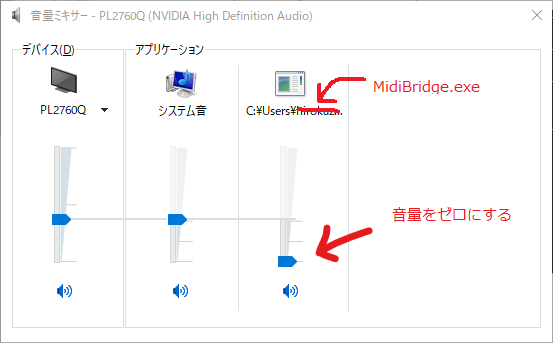 音量ミキサー - PL2760Q (NVIDIA High Definition Audio)
デバイス(D)
アプリケーション
PL2760Q
システム音
C:¥Users¥hirokazu..
MidiBridge.exe
音量をゼロにする